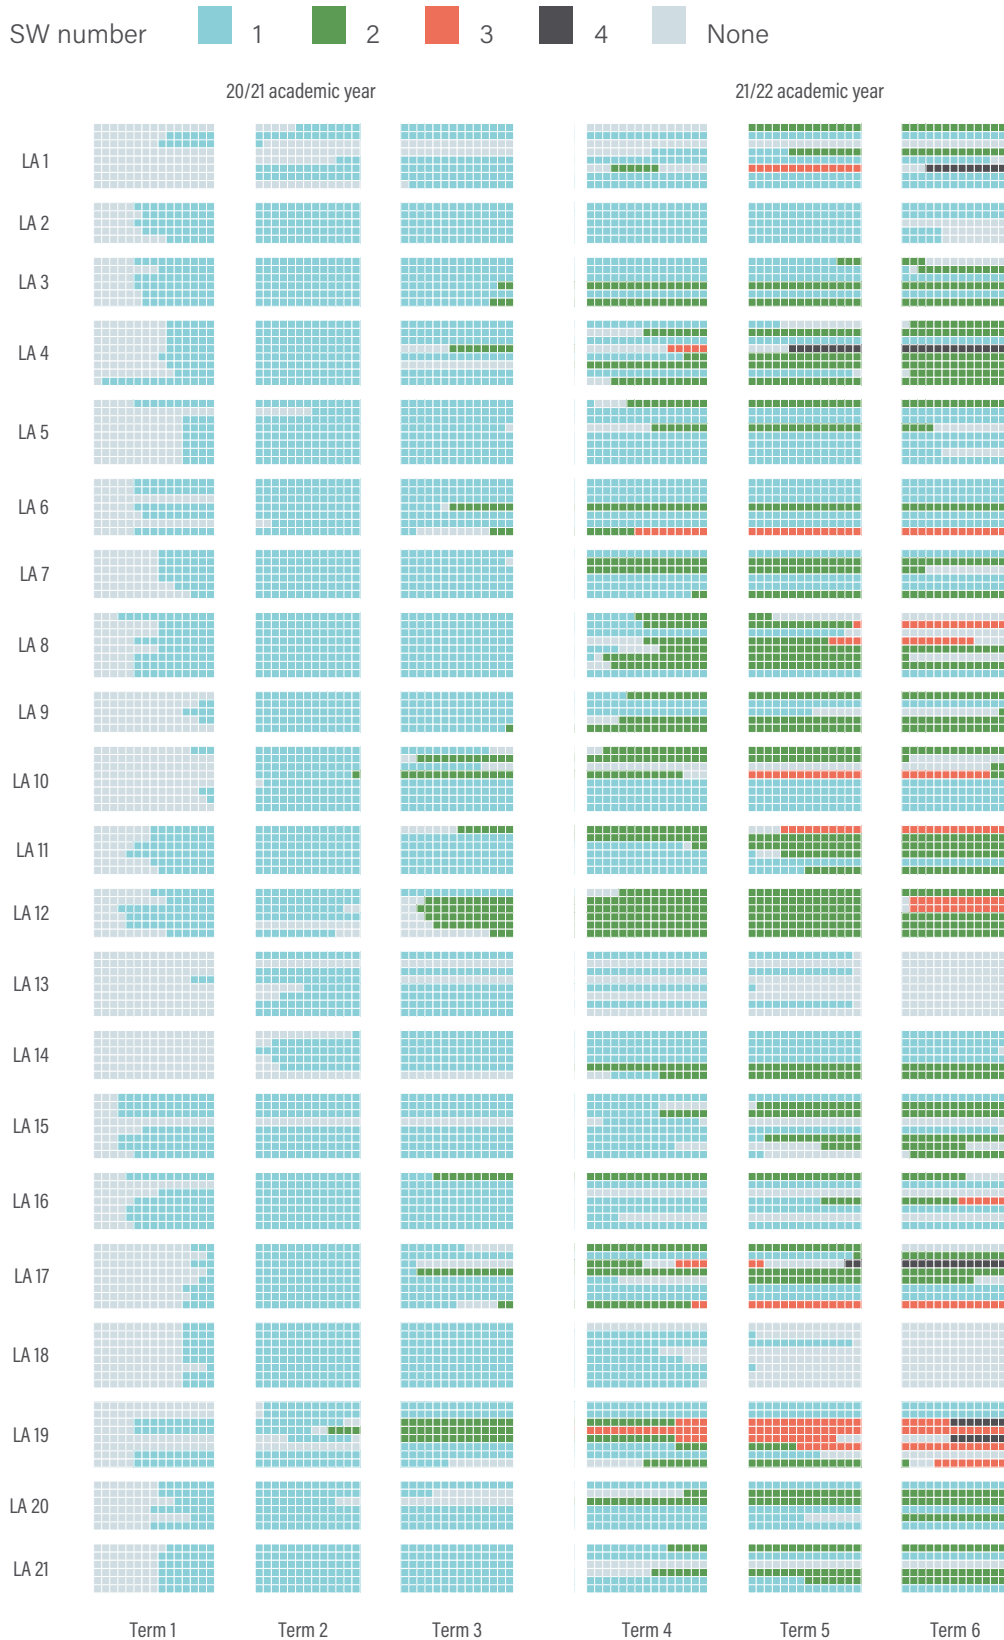 SW number 1 2 3 4 None
20/21 academic year 21/22 academic year
LA 1
LA 2
LA 3
LA 4
LA 5
LA 6
LA 7
LA 8
LA 9
LA 10
LA 11
LA 12
LA 13
LA 14
LA 15
LA 16
LA 17
LA 18
LA 19
LA 20
LA 21
Term 1 Term 2 Term 3 Term 4 Term 5 Term 6